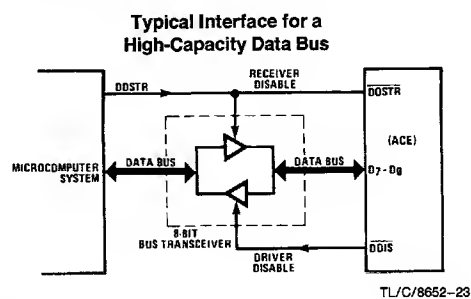 Typical Interface for a
High-Capacity Data Bus
DOSTR
RECEIVER
DISABLE
DOSTR
(ACE)
MICROCOMPUTER
SYSTEM
DATA BUS
DATA BUS
D7 - D0
8-BIT
BUS TRANSCEIVER
DRIVER
DISABLE
DDIS
TL/C/8652-23